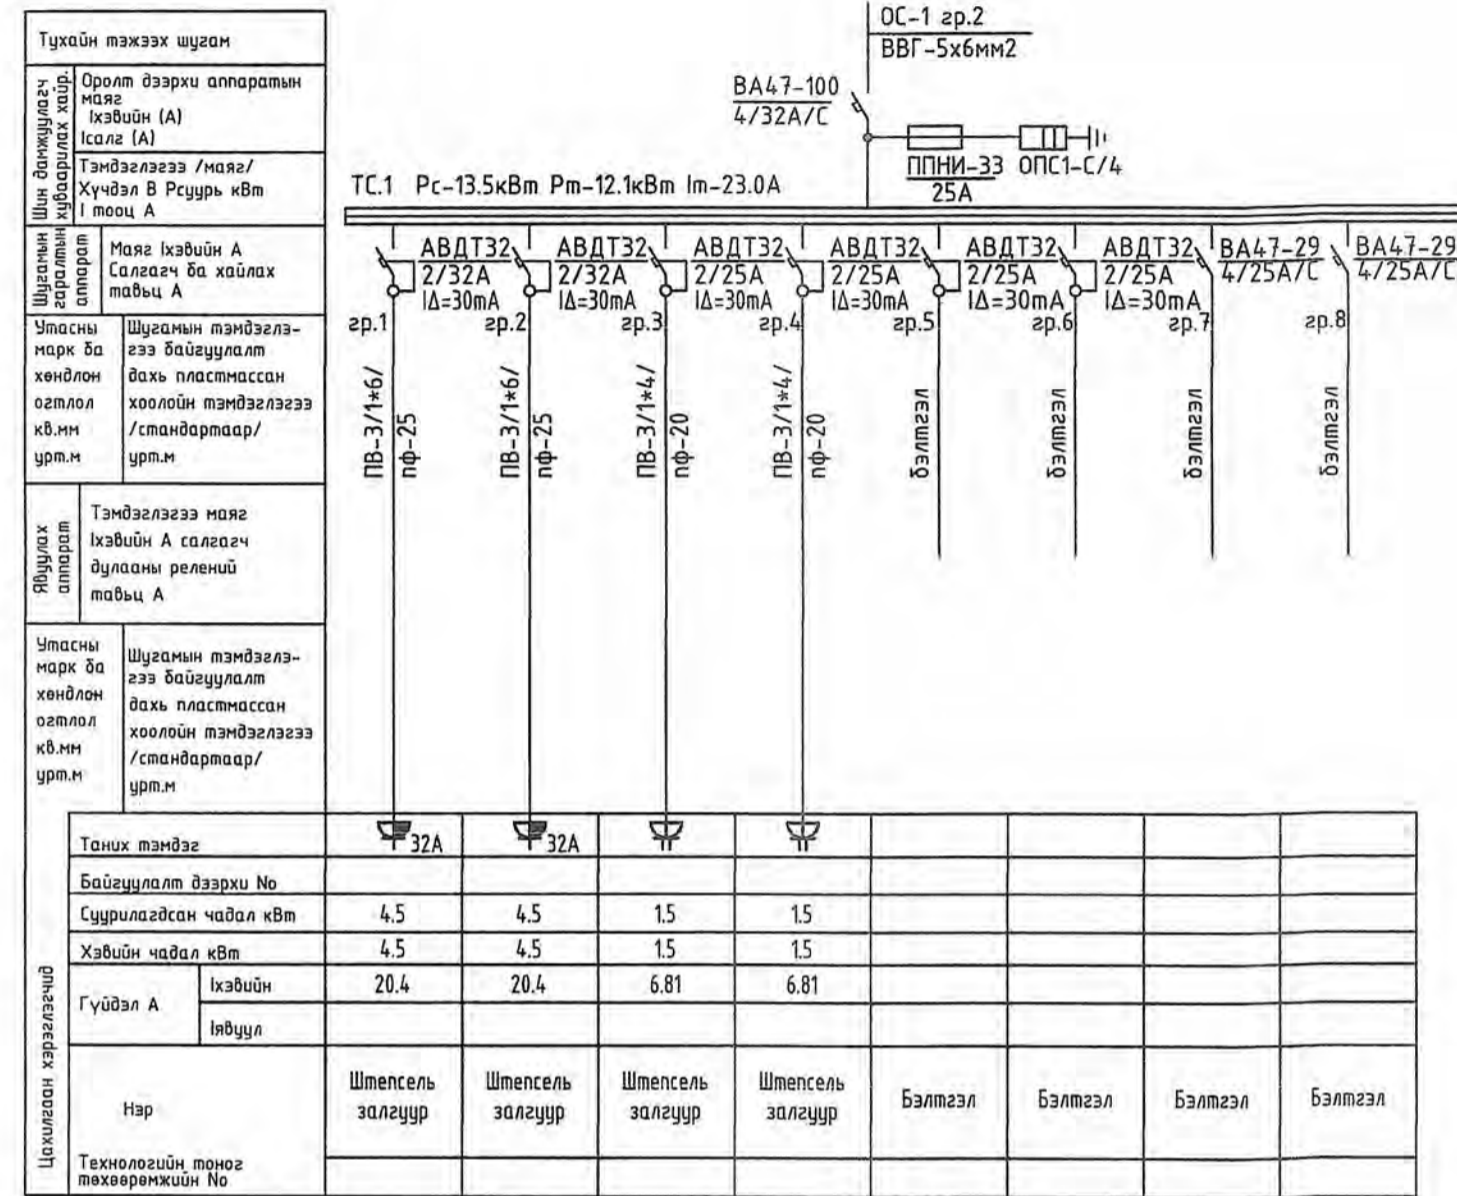 Тухайн тэжээх шугам
Шин дамжуулагч
хуваарилах хайр.
Оролт дээрхи аппаратын
маяг
Iхэвийн (А)
Iсалг (А)
Тэмдэглэгээ /маяг/
Хүчдэл В Рсуурь кВт
I тооц А
Шугамын
гаралтын
аппарат
Маяг Iхэвийн А
Салгагч ба хайлах
тавьц А
Утасны
марк ба
хөндлөн
огтлол
кв.мм
урт.м
Шугамын тэмдэглэ-
гээ байгуулалт
дахь пластмассан
хоолойн тэмдэглэгээ
/стандартаар/
урт.м
Явуулах
аппарат
Тэмдэглэгээ маяг
Iхэвийн А салгагч
дулааны релений
тавьц А
Утасны
марк ба
хөндлөн
огтлол
кв.мм
урт.м
Шугамын тэмдэглэ-
гээ байгуулалт
дахь пластмассан
хоолойн тэмдэглэгээ
/стандартаар/
урт.м
ОС-1 гр.2
ВВГ-5х6мм2
ВА47-100
4/32А/С
ППНИ-33 ОПС1-С/4
25А
ТС.1 Рс-13.5кВт Рт-12.1кВт Iт-23.0А
АВДТ32 АВДТ32 АВДТ32 АВДТ32 АВДТ32 АВДТ32 ВА47-29 ВА47-29
2/32А 2/32А 2/25А 2/25А 2/25А 2/25А 4/25А/С 4/25А/С
IΔ=30mA IΔ=30mA IΔ=30mA IΔ=30mA IΔ=30mA IΔ=30mA
гр.1 гр.2 гр.3 гр.4 гр.5 гр.6 гр.7 гр.8
ПВ-3/1*6/
пф-25
ПВ-3/1*6/
пф-25
ПВ-3/1*4/
пф-20
ПВ-3/1*4/
пф-20
бэлтгэл
бэлтгэл
бэлтгэл
бэлтгэл
Цахилгаан хэрэглэгчид
Таних тэмдэг 32А 32А
Байгуулалт дээрхи No
Суурилагдсан чадал кВт 4.5 4.5 1.5 1.5
Хэвийн чадал кВт 4.5 4.5 1.5 1.5
Гүйдэл А
Iхэвийн 20.4 20.4 6.81 6.81
Iявуул
Нэр
Штепсель Штепсель Штепсель Штепсель
залгуур залгуур залгуур залгуур
Бэлтгэл Бэлтгэл Бэлтгэл Бэлтгэл
Технологийн тоног
төхөөрөмжийн No